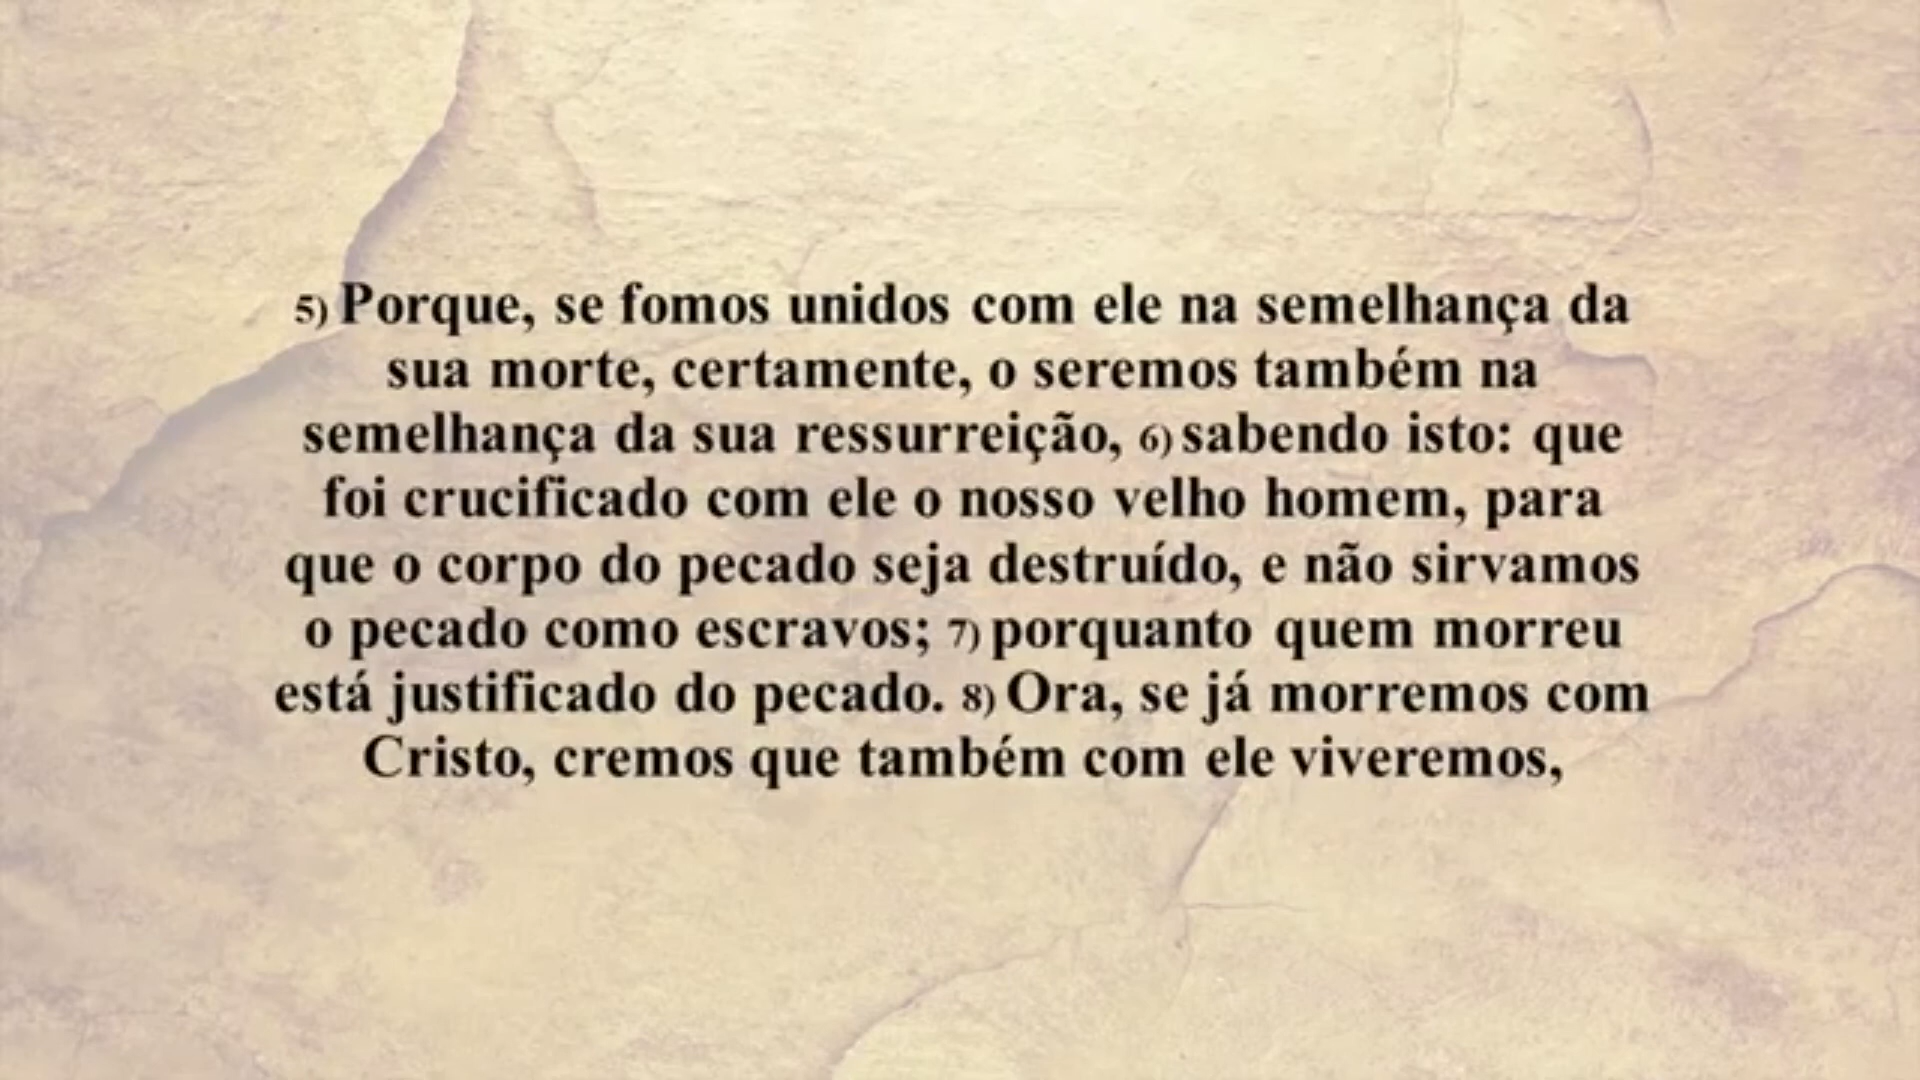 5) Porque, se fomos unidos com ele na semelhança da
sua morte, certamente, o seremos também na
semelhança da sua ressurreição, 6) sabendo isto: que
foi crucificado com ele o nosso velho homem, para
que o corpo do pecado seja destruído, e não sirvamos
o pecado como escravos; 7) porquanto quem morreu
está justificado do pecado. 8) Ora, se já morremos com
Cristo, cremos que também com ele viveremos,